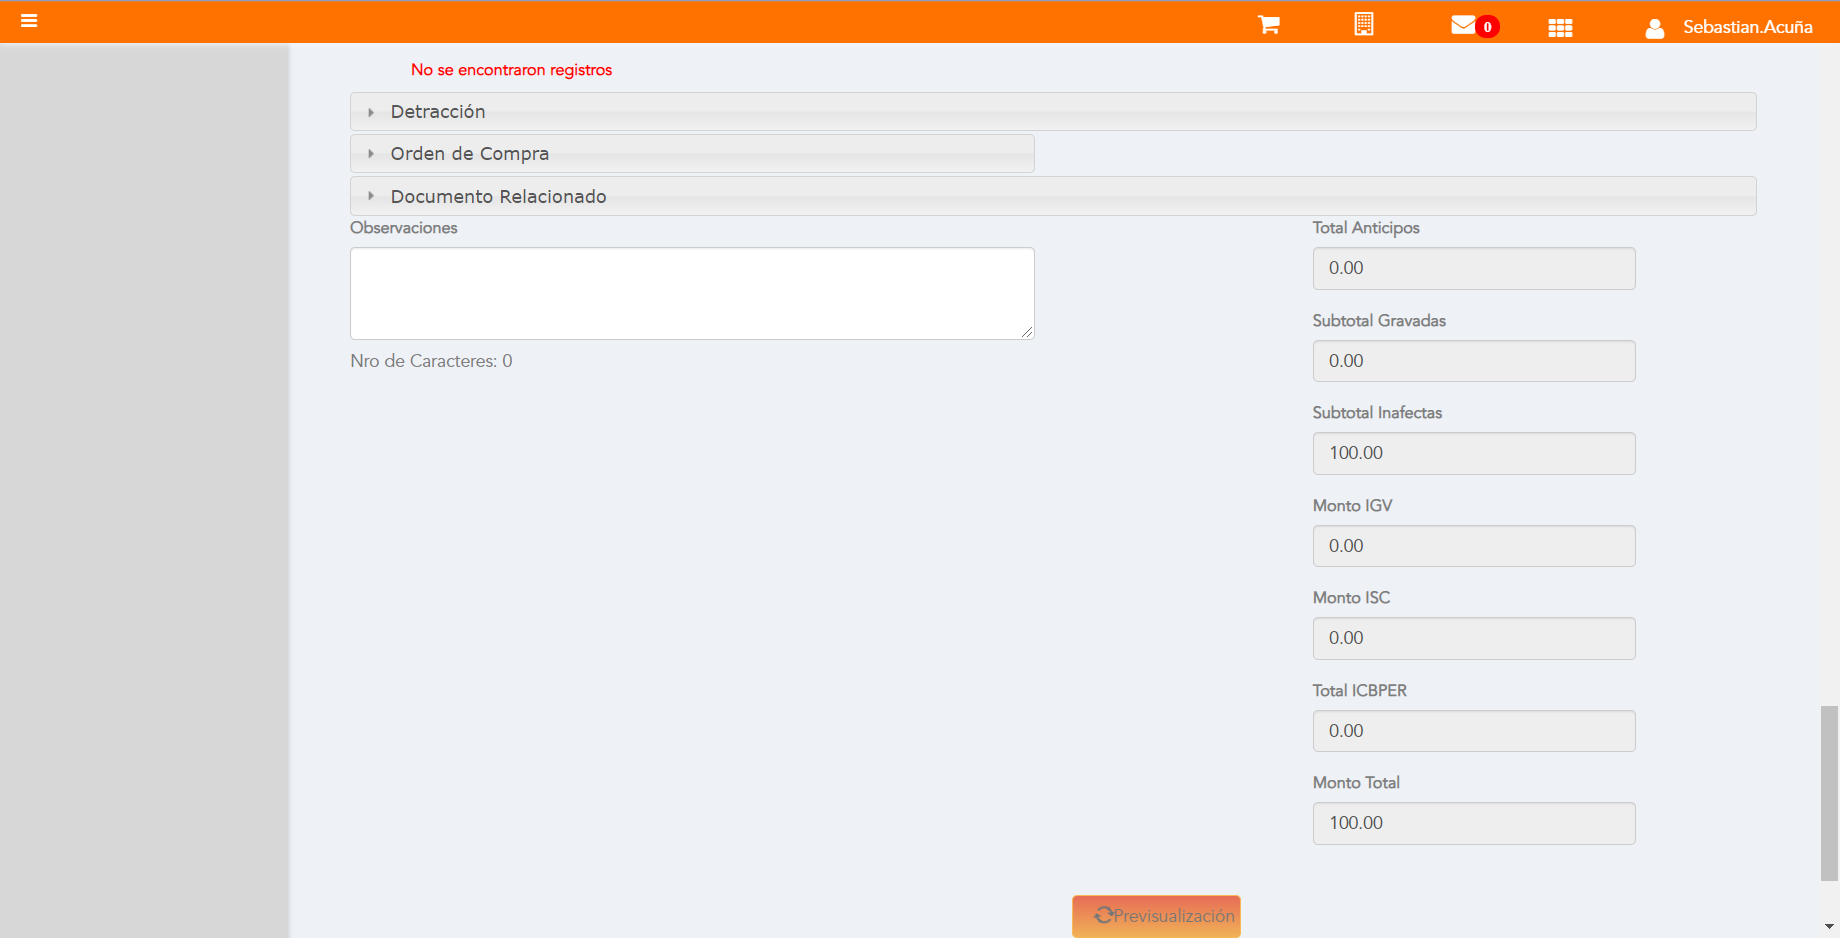 0
Sebastian.Acuña
No se encontraron registros
Detracción
Orden de Compra
Documento Relacionado
Observaciones
Nro de Caracteres: 0
Total Anticipos
0.00
Subtotal Gravadas
0.00
Subtotal Inafectas
100.00
Monto IGV
0.00
Monto ISC
0.00
Total ICBPER
0.00
Monto Total
100.00
Previsualización